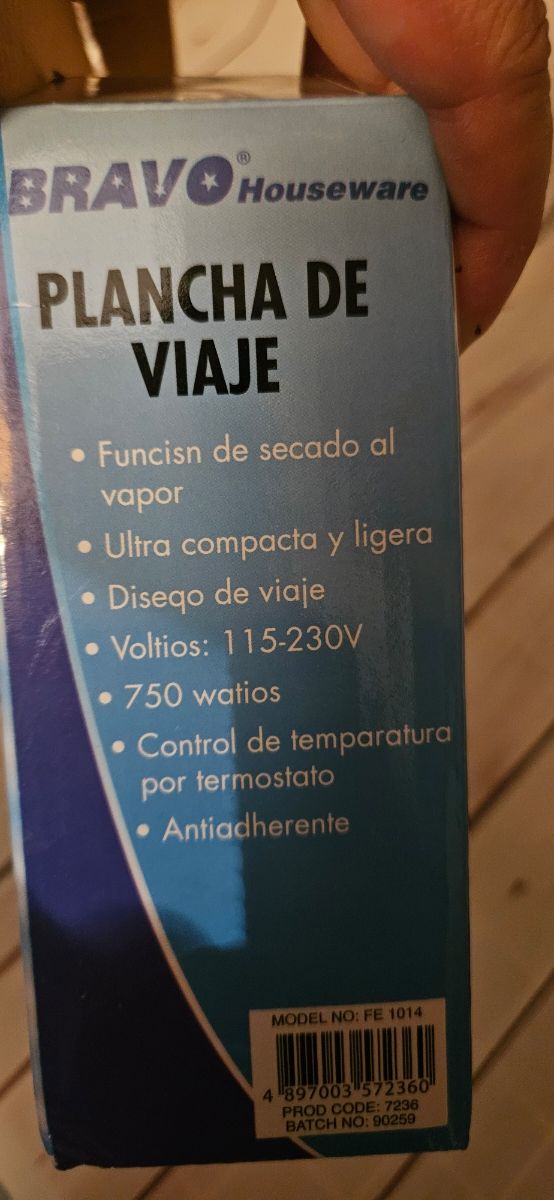 BRAVO® Houseware
PLANCHA DE
VIAJE
• Funcisn de secado al
vapor
• Ultra compacta y ligera
• Diseqo de viaje
• Voltios: 115-230V
• 750 watios
• Control de temparatura
por termostato
• Antiadherente
MODEL NO: FE 1014
4 897003 572360
PROD CODE: 7236
BATCH NO: 90259